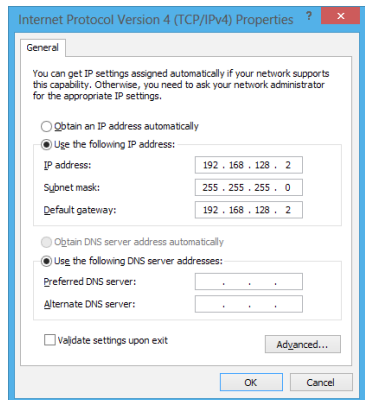 Internet Protocol Version 4 (TCP/IPv4) Properties ? x
General
You can get IP settings assigned automatically if your network supports
this capability. Otherwise, you need to ask your network administrator
for the appropriate IP settings.
Obtain an IP address automatically
Use the following IP address:
IP address: 192 . 168 . 128 . 2
Subnet mask: 255 . 255 . 255 . 0
Default gateway: 192 . 168 . 128 . 2
Obtain DNS server address automatically
Use the following DNS server addresses:
Preferred DNS server: . . .
Alternate DNS server: . . .
Validate settings upon exit
Advanced...
OK Cancel